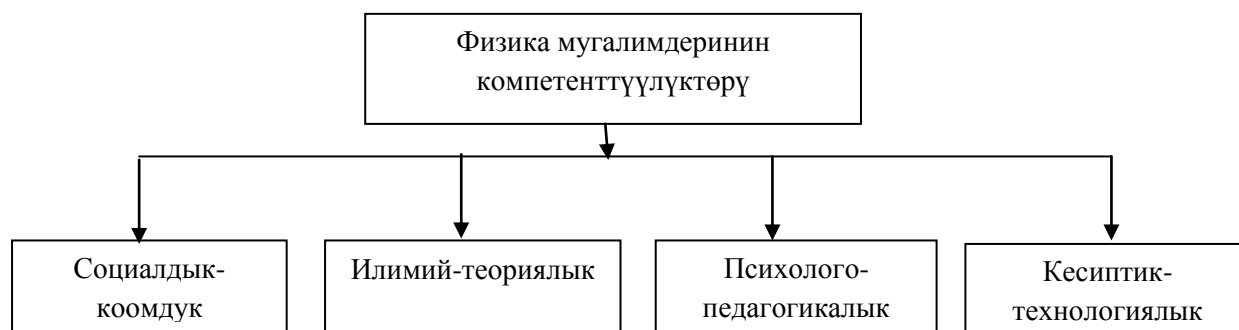 Физика мугалимдеринин
компетенттүүлүктөрү
Социалдык-
коомдук
Илимий-теориялык
Психолого-
педагогикалык
Кесиптик-
технологиялык